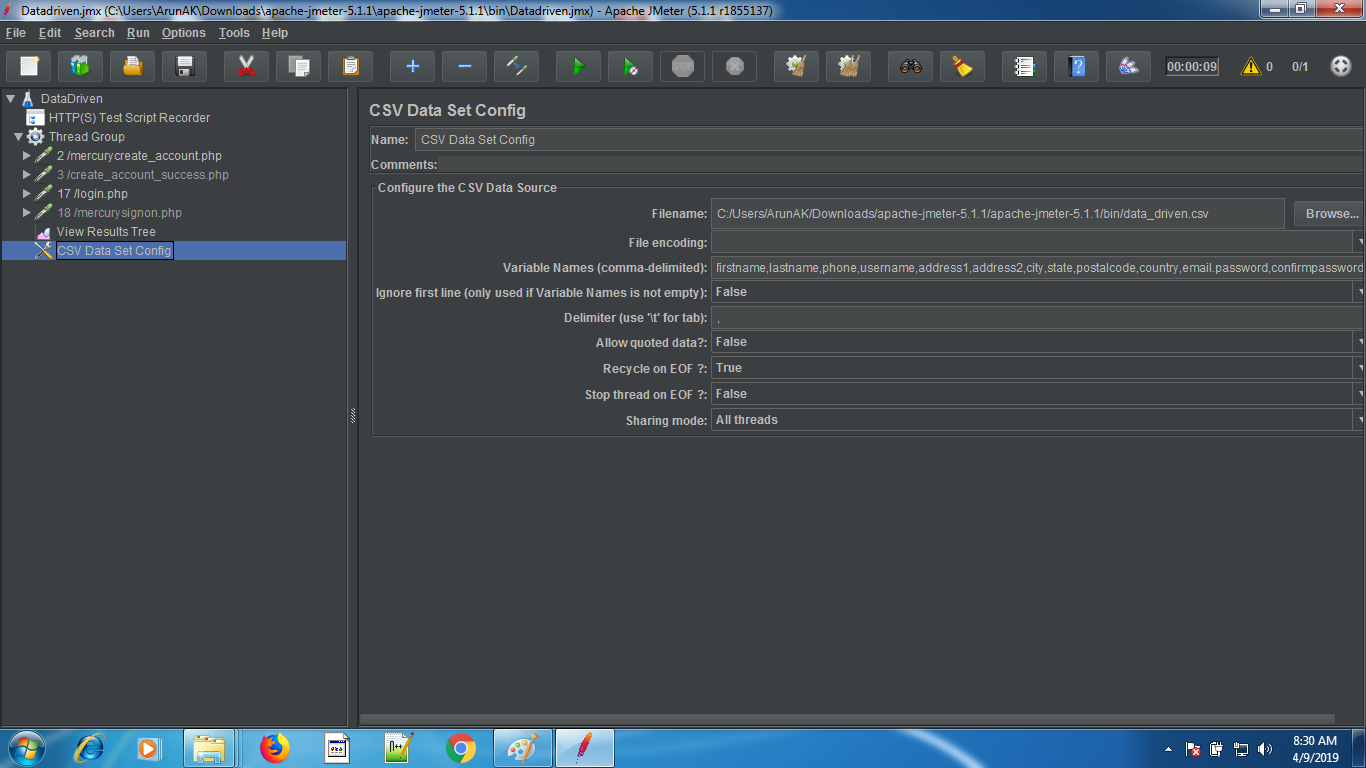 Datadriven.jmx (C:\Users\ArunAK\Downloads\apache-jmeter-5.1.1\apache-jmeter-5.1.1\bin\Datadriven.jmx) - Apache JMeter (5.1.1 r1855137)
File Edit Search Run Options Tools Help
STOP 00:00:09 0 0/1
DataDriven
HTTP(S) Test Script Recorder
Thread Group
2 /mercurycreate_account.php
3 /create_account_success.php
17 /login.php
18 /mercurysignon.php
View Results Tree
CSV Data Set Config
CSV Data Set Config
Name: CSV Data Set Config
Comments:
Configure the CSV Data Source
Filename: C:/Users/ArunAK/Downloads/apache-jmeter-5.1.1/apache-jmeter-5.1.1/bin/data_driven.csv Browse...
File encoding:
Variable Names (comma-delimited): firstname,lastname,phone,username,address1,address2,city,state,postalcode,country,email.password,confirmpassword
Ignore first line (only used if Variable Names is not empty): False
Delimiter (use '\t' for tab): ,
Allow quoted data?: False
Recycle on EOF ?: True
Stop thread on EOF ?: False
Sharing mode: All threads
8:30 AM
4/9/2019